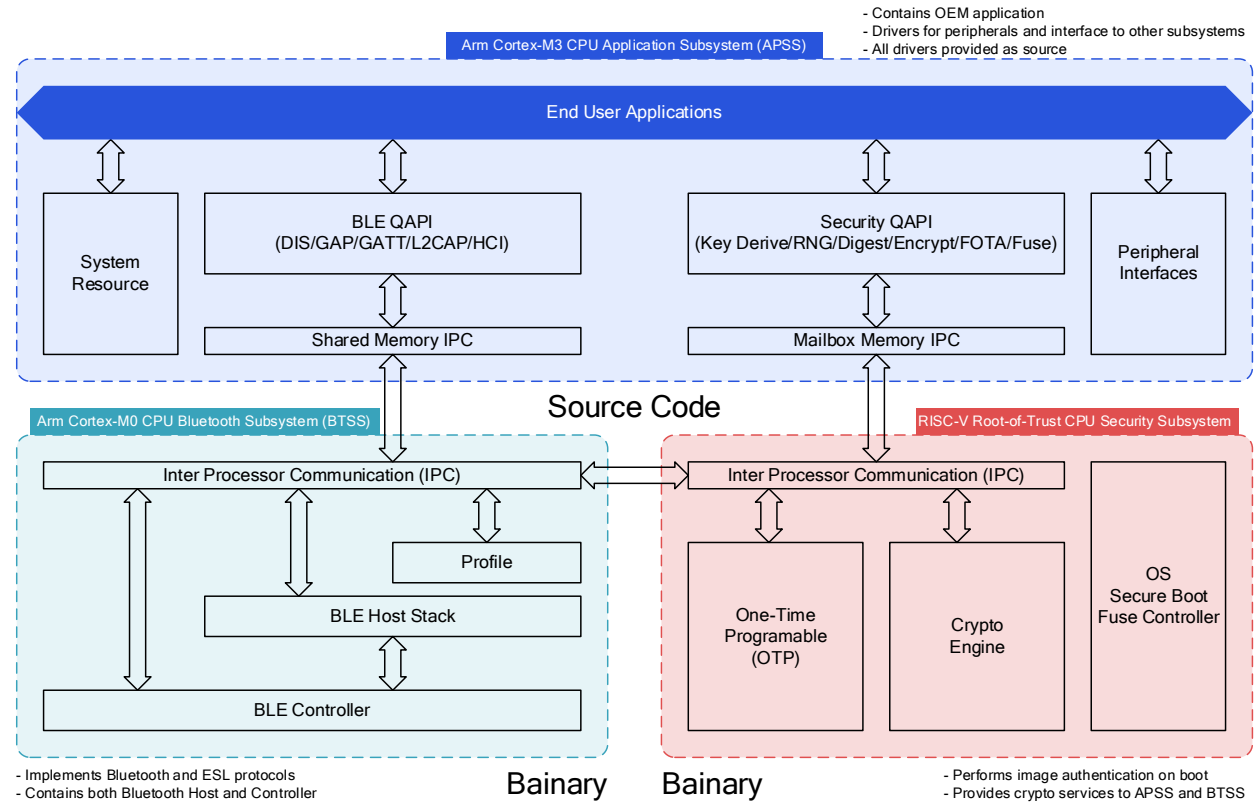 - Contains OEM application
- Drivers for peripherals and interface to other subsystems
- All drivers provided as source
Arm Cortex-M3 CPU Application Subsystem (APSS)
End User Applications
System
Resource
BLE QAPI
(DIS/GAP/GATT/L2CAP/HCI)
Security QAPI
(Key Derive/RNG/Digest/Encrypt/FOTA/Fuse)
Peripheral
Interfaces
Shared Memory IPC
Mailbox Memory IPC
Source Code
Arm Cortex-M0 CPU Bluetooth Subsystem (BTSS)
RISC-V Root-of-Trust CPU Security Subsystem
Inter Processor Communication (IPC)
Profile
BLE Host Stack
BLE Controller
Inter Processor Communication (IPC)
One-Time
Programable
(OTP)
Crypto
Engine
OS
Secure Boot
Fuse Controller
- Implements Bluetooth and ESL protocols
- Contains both Bluetooth Host and Controller
Bainary
Bainary
- Performs image authentication on boot
- Provides crypto services to APSS and BTSS